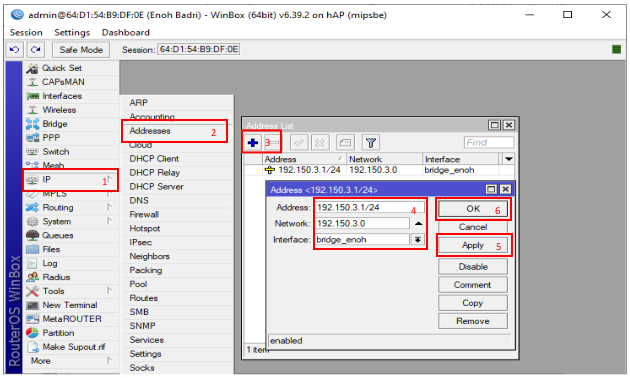 admin@64:D1:54:B9:DF:0E (Enoh Badri) - WinBox (64bit) v6.39.2 on hAP (mipsbe)
Session Settings Dashboard
Safe Mode Session: 64:D1:54:B9:DF:0E
Quick Set
CAPsMAN
Interfaces
Wireless
Bridge
PPP
Switch
Mesh
IP 1
MPLS
Routing
System
Queues
Files
Log
Radius
Tools
New Terminal
MetaROUTER
Partition
Make Supout.rif
More
RouterOS WinBox
ARP
Accounting
Addresses 2
Cloud
DHCP Client
DHCP Relay
DHCP Server
DNS
Firewall
Hotspot
IPsec
Neighbors
Packing
Pool
Routes
SMB
SNMP
Services
Settings
Socks
Address List
3
Find
Address Network Interface
192.150.3.1/24 192.150.3.0 bridge_enoh
Address <192.150.3.1/24>
Address: 192.150.3.1/24 4
Network: 192.150.3.0
Interface: bridge_enoh
OK 6
Cancel
Apply 5
Disable
Comment
Copy
Remove
enabled
1 item